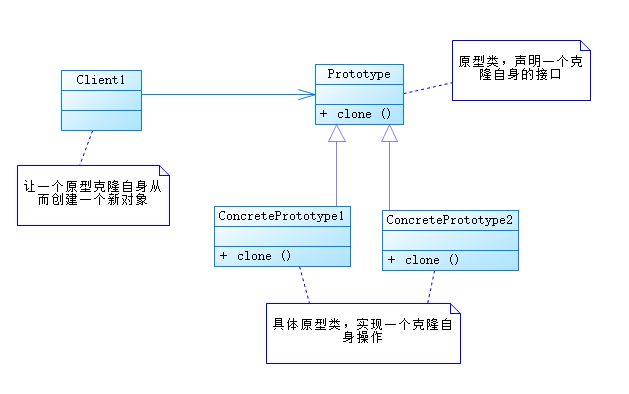 Client1
Prototype
+ clone ()
原型类，声明一个克
隆自身的接口
让一个原型克隆自身从
而创建一个新对象
ConcretePrototype1
+ clone ()
ConcretePrototype2
+ clone ()
具体原型类，实现一个克隆自
身操作